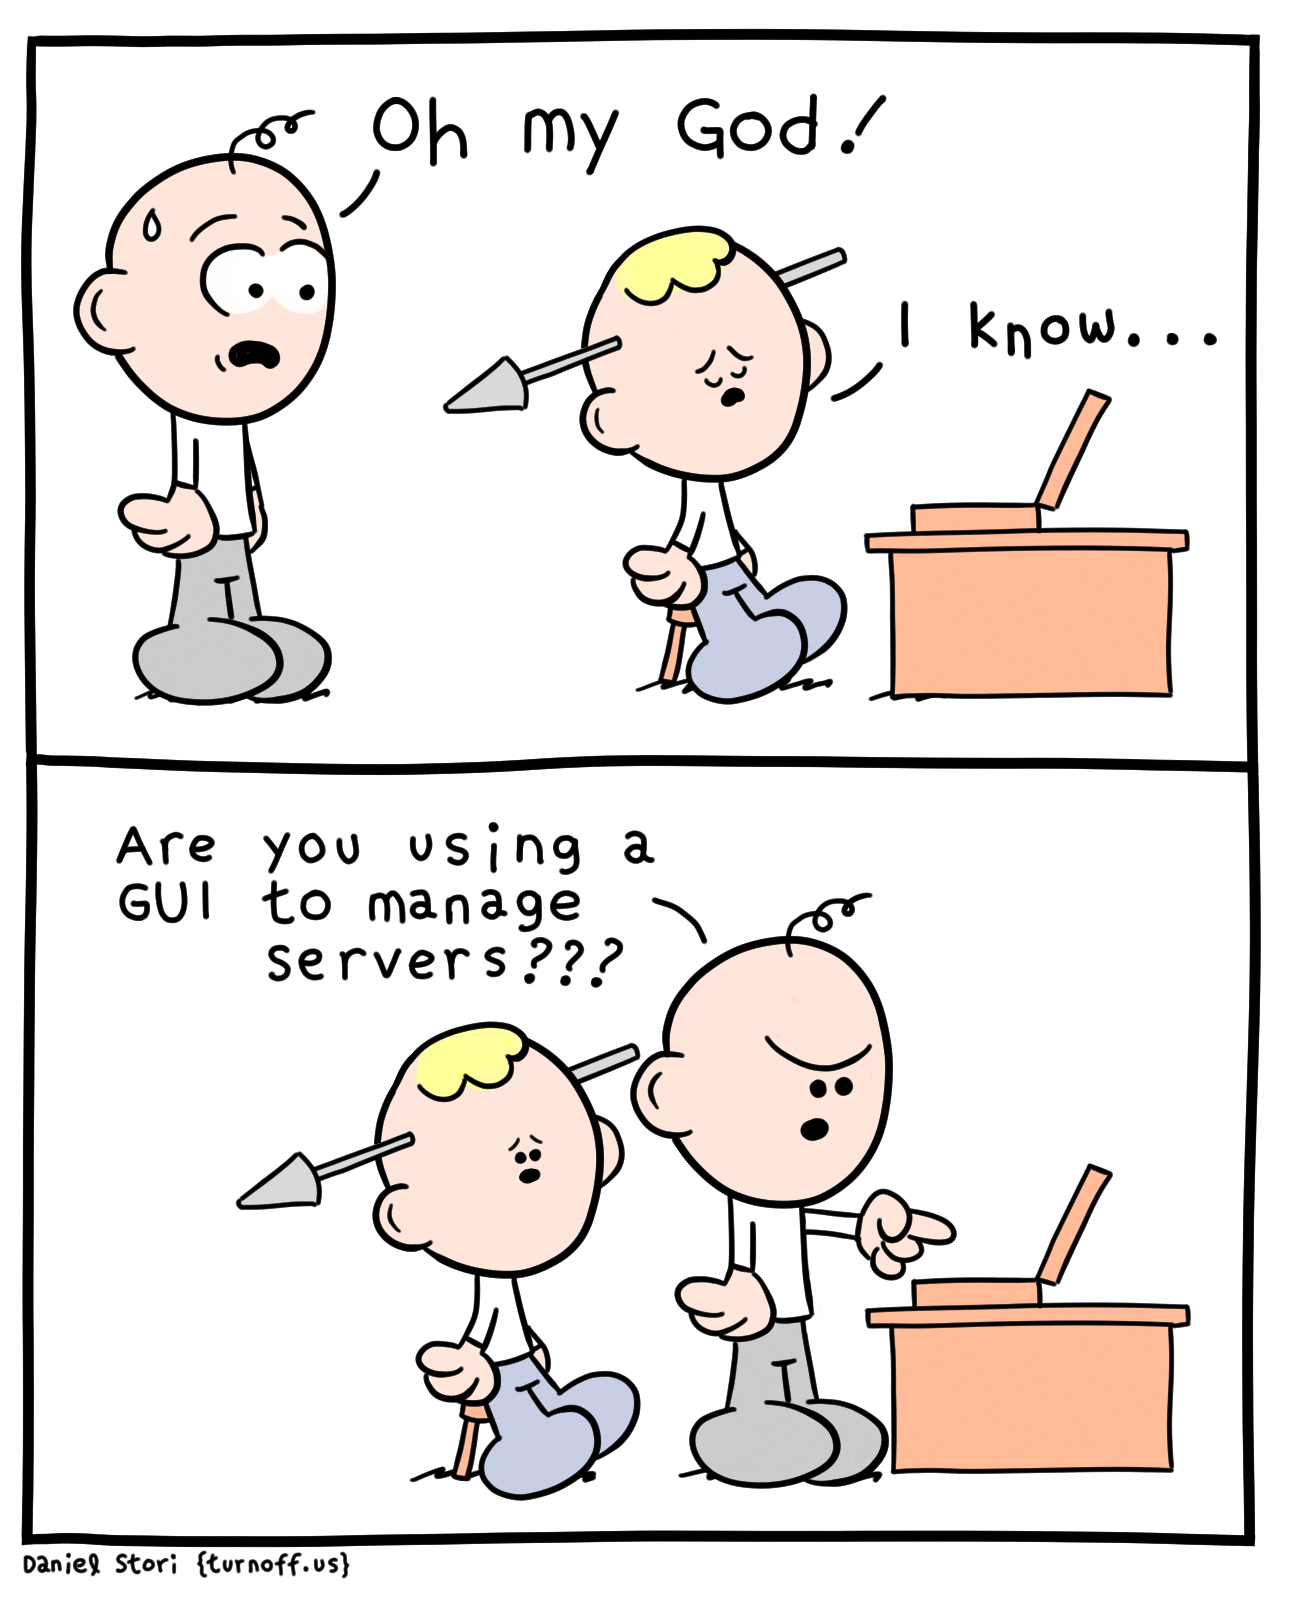 Oh my God!
I know...
Are you using a
GUI to manage
servers???
Daniel Stori {turnoff.us}